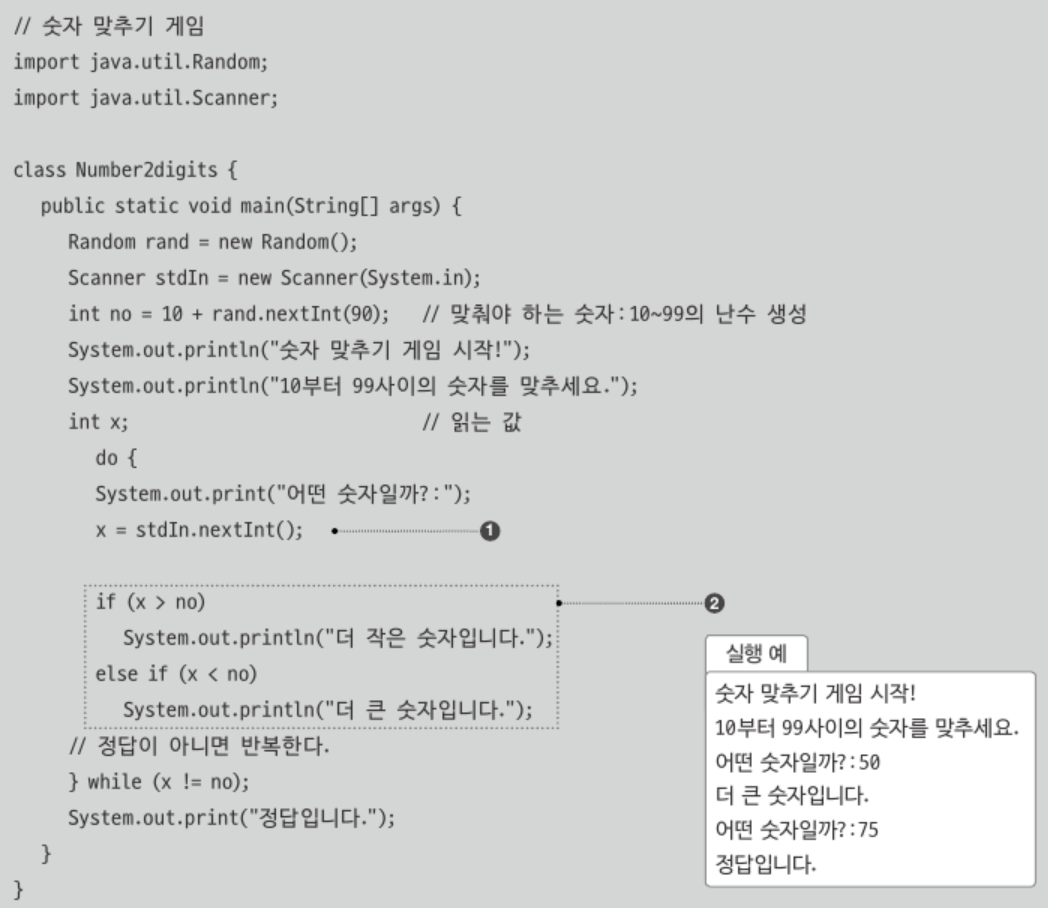 // 숫자 맞추기 게임
import java.util.Random;
import java.util.Scanner;
class Number2digits {
public static void main(String[] args) {
Random rand = new Random();
Scanner stdIn = new Scanner(System.in);
int no = 10 + rand.nextInt(90);   // 맞춰야 하는 숫자:10~99의 난수 생성
System.out.println("숫자 맞추기 게임 시작!");
System.out.println("10부터 99사이의 숫자를 맞추세요.");
int x;   // 읽는 값
do {
System.out.print("어떤 숫자일까?:");
x = stdIn.nextInt(); ❶
if (x > no) ❷
System.out.println("더 작은 숫자입니다.");
else if (x < no)
System.out.println("더 큰 숫자입니다.");
// 정답이 아니면 반복한다.
} while (x != no);
System.out.print("정답입니다.");
}
}
실행 예
숫자 맞추기 게임 시작!
10부터 99사이의 숫자를 맞추세요.
어떤 숫자일까?:50
더 큰 숫자입니다.
어떤 숫자일까?:75
정답입니다.